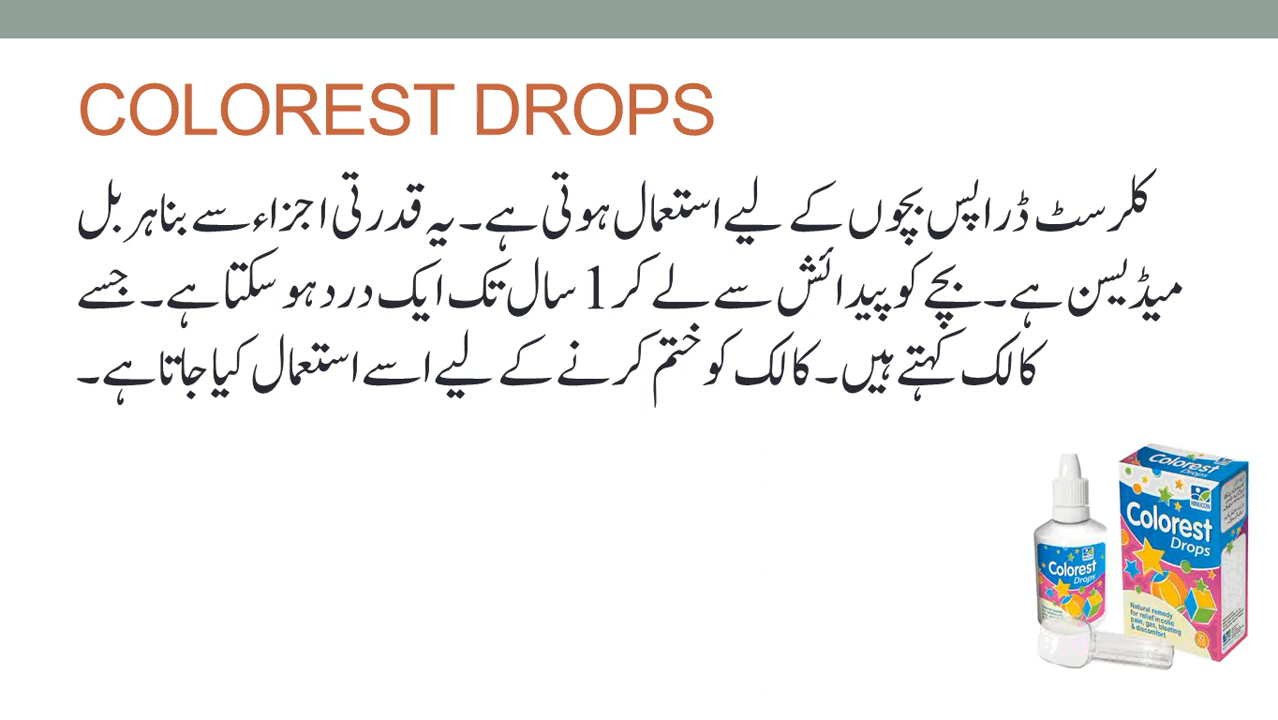 COLOREST DROPS
کلرسٹ ڈراپس بچوں کے لیے استعمال ہوتی ہے۔ یہ قدرتی اجزاء سے بنا ہربل
میڈیسن ہے۔ بچے کو پیدائش سے لے کر 1 سال تک ایک درد ہو سکتا ہے۔ جسے
کالک کہتے ہیں۔ کالک کو ختم کرنے کے لیے اسے استعمال کیا جاتا ہے۔
Colorest
Drops
Colorest
Drops
Natural remedy
for relief in colic
pain, gas, bloating
& discomfort
Colorest
Drops